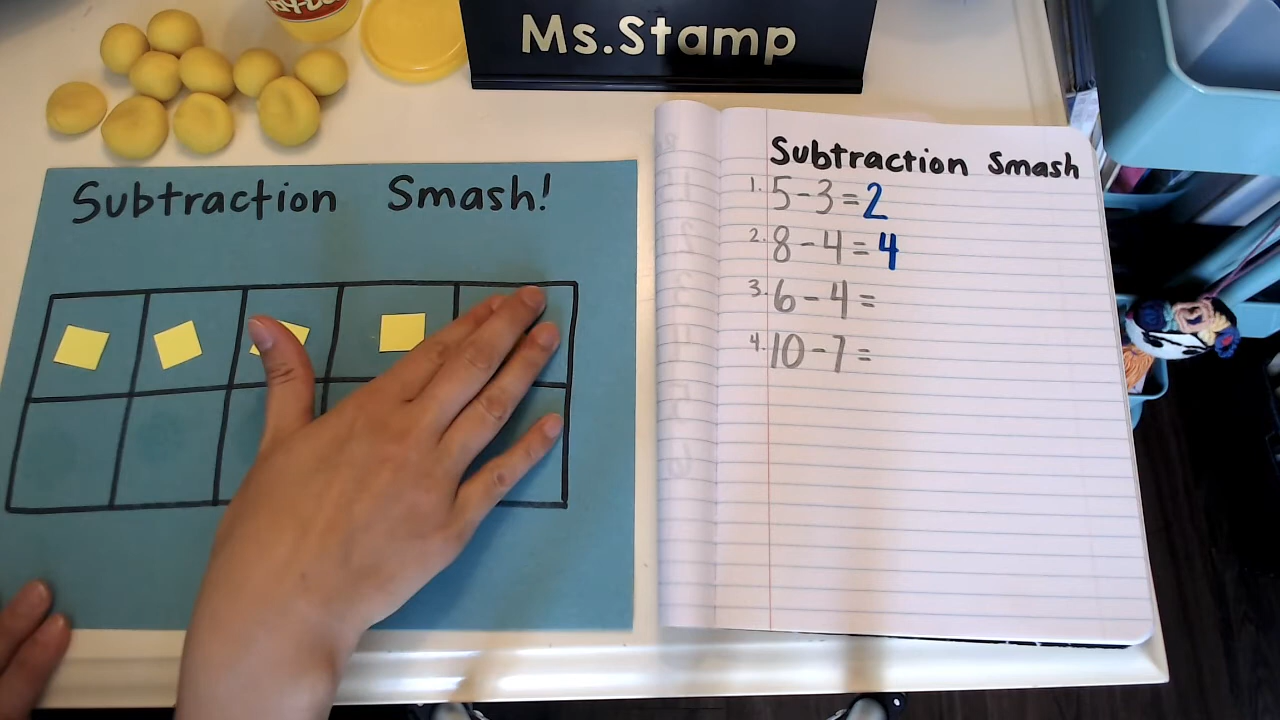 Ms.Stamp
Subtraction Smash!
Subtraction Smash
1. 5-3=2
2. 8-4=4
3. 6-4=
4. 10-7=